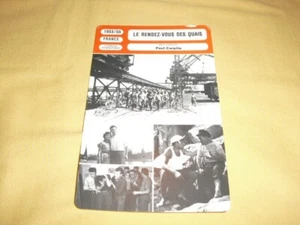 1953/55
FRANCE
LE RENDEZ-VOUS DES QUAIS
Paul Carpita